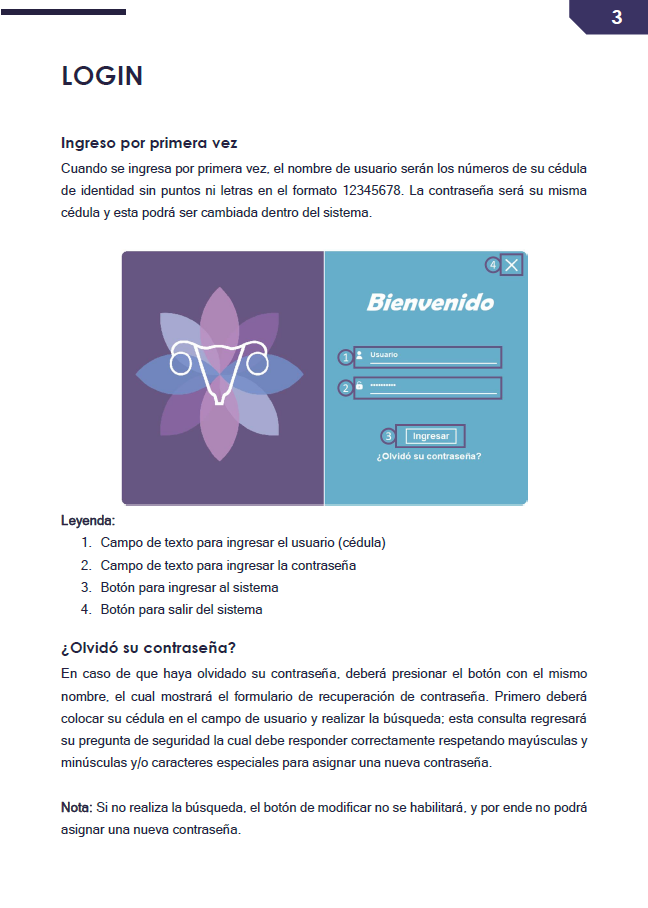 3
LOGIN
Ingreso por primera vez
Cuando se ingresa por primera vez, el nombre de usuario serán los números de su cédula
de identidad sin puntos ni letras en el formato 12345678. La contraseña será su misma
cédula y esta podrá ser cambiada dentro del sistema.
4
Bienvenido
1 Usuario
2 ••••••••••
3 Ingresar
¿Olvidó su contraseña?
Leyenda:
1. Campo de texto para ingresar el usuario (cédula)
2. Campo de texto para ingresar la contraseña
3. Botón para ingresar al sistema
4. Botón para salir del sistema
¿Olvidó su contraseña?
En caso de que haya olvidado su contraseña, deberá presionar el botón con el mismo
nombre, el cual mostrará el formulario de recuperación de contraseña. Primero deberá
colocar su cédula en el campo de usuario y realizar la búsqueda; esta consulta regresará
su pregunta de seguridad la cual debe responder correctamente respetando mayúsculas y
minúsculas y/o caracteres especiales para asignar una nueva contraseña.
Nota: Si no realiza la búsqueda, el botón de modificar no se habilitará, y por ende no podrá
asignar una nueva contraseña.